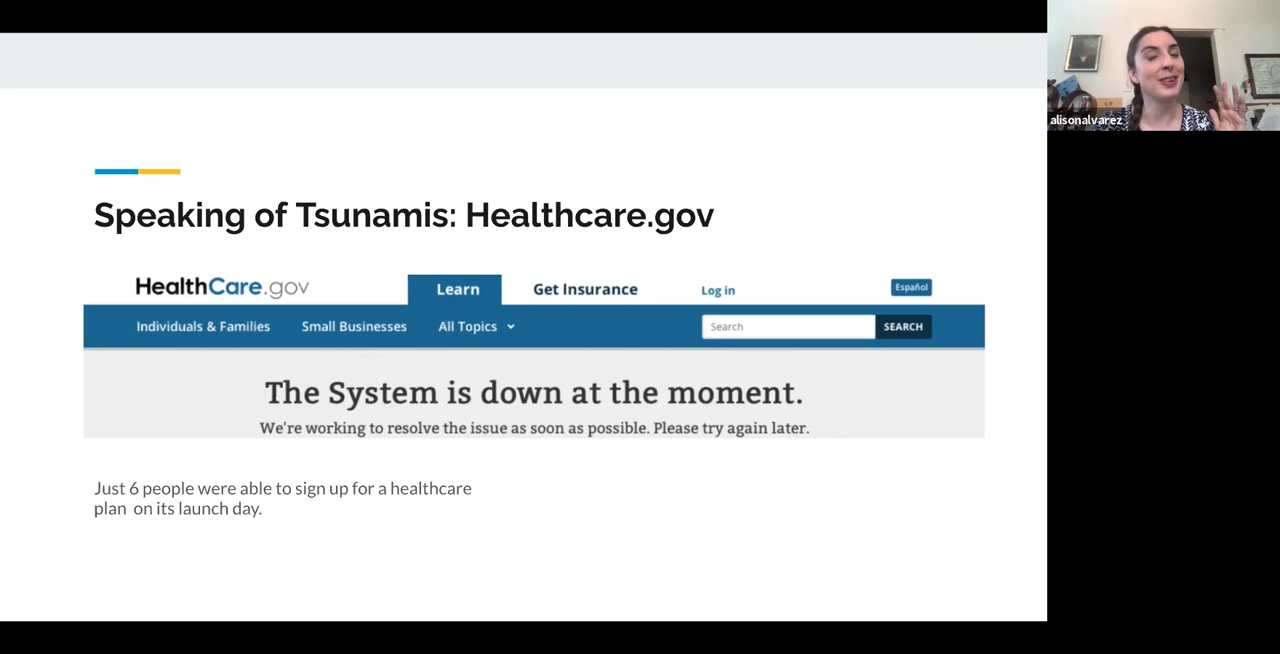 alisonalvarez
Speaking of Tsunamis: Healthcare.gov
HealthCare.gov Learn Get Insurance Log in Español
Individuals & Families Small Businesses All Topics Search SEARCH
The System is down at the moment.
We're working to resolve the issue as soon as possible. Please try again later.
Just 6 people were able to sign up for a healthcare
plan on its launch day.